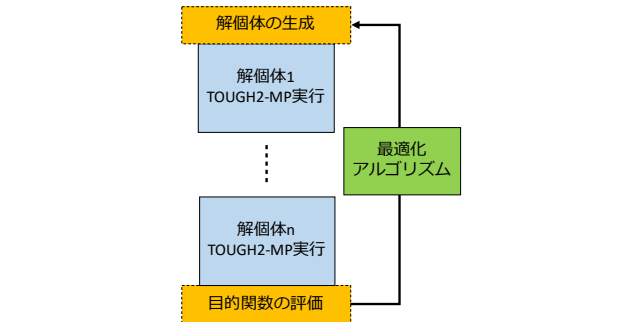 解個体の生成
解個体1
TOUGH2-MP実行
最適化
アルゴリズム
解個体n
TOUGH2-MP実行
目的関数の評価